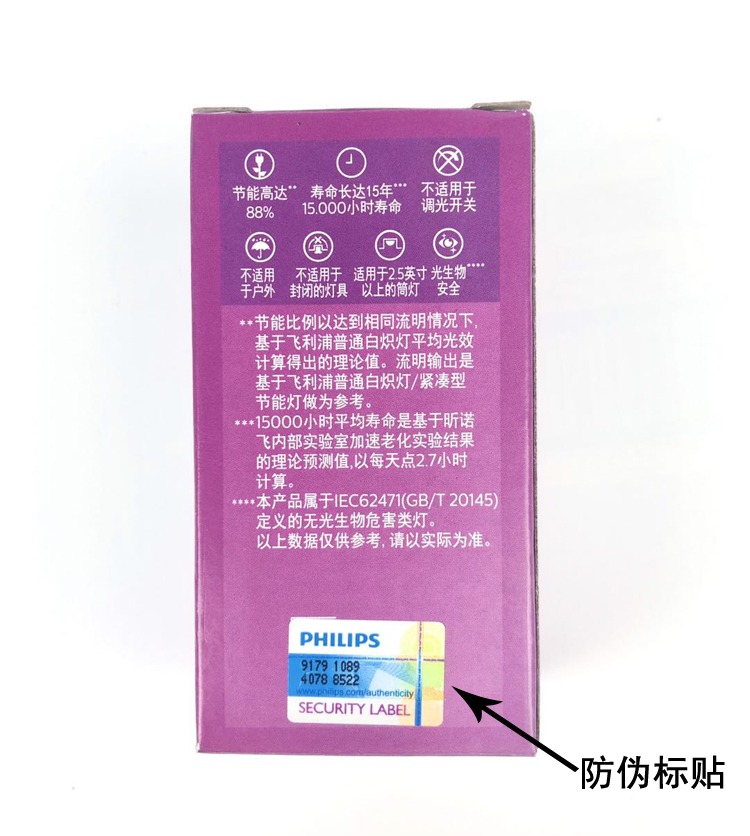 节能高达**
88%
寿命长达15年***
15.000小时寿命
不适用于
调光开关
不适用
于户外
不适用于
封闭的灯具
适用于2.5英寸
以上的筒灯
光生物****
安全
**节能比例以达到相同流明情况下,
基于飞利浦普通白炽灯平均光效
计算得出的理论值。流明输出是
基于飞利浦普通白炽灯/紧凑型
节能灯做为参考。
***15000小时平均寿命是基于昕诺
飞内部实验室加速老化实验结果
的理论预测值,以每天点2.7小时
计算。
****本产品属于IEC62471(GB/T 20145)
定义的无光生物危害类灯。
以上数据仅供参考, 请以实际为准。
PHILIPS
9179 1089
4078 8522
www.philips.com/authenticity
SECURITY LABEL
防伪标贴